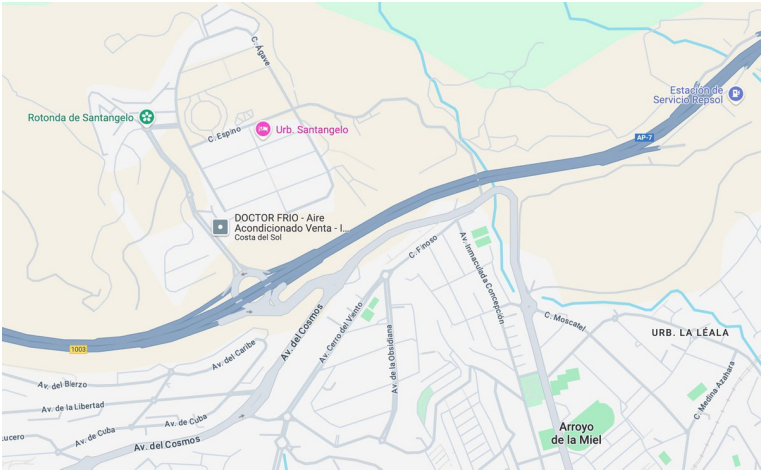 C. Ágave
Estación de
Servicio Repsol
Rotonda de Santangelo
C. Espino
Urb. Santangelo
AP-7
DOCTOR FRIO - Aire
Acondicionado Venta - I...
Costa del Sol
C. Finoso
Av. Inmaculada Concepción
Av. del Cosmos
Av. Cerro del Viento
C. Moscatel
URB. LA LÉALA
1003
Av. del Caribe
Av. de la Obsidiana
C. Medina Azahara
Av. del Bierzo
Av. de la Libertad
Av. de Cuba
Lucero
Av. de Cuba
Av. del Cosmos
Arroyo
de la Miel